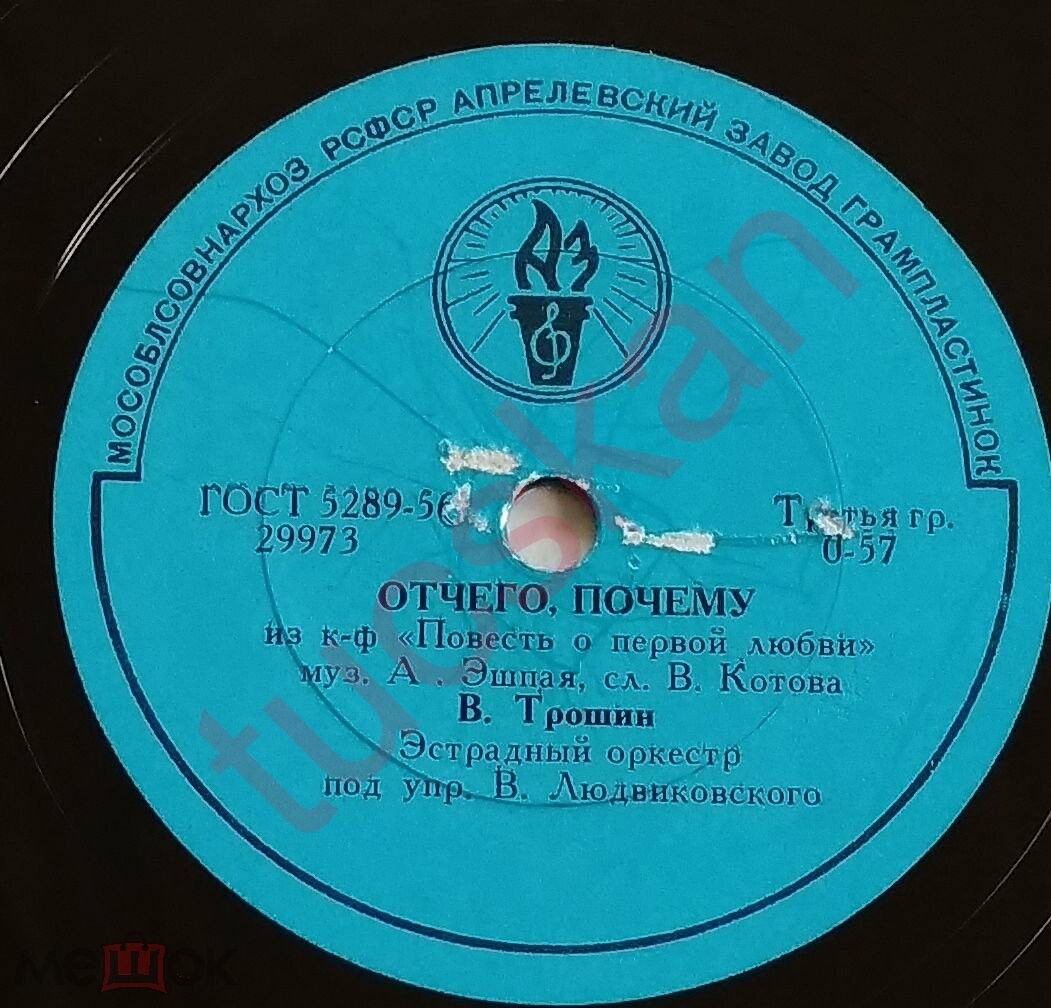 МОСОБЛСОВНАРХОЗ РСФСР АПРЕЛЕВСКИЙ ЗАВОД ГРАМПЛАСТИНОК
АЗ
ГОСТ 5289-56
Третья гр.
29973
0-57
ОТЧЕГО, ПОЧЕМУ
из к-ф «Повесть о первой любви»
муз. А. Эшпая, сл. В. Котова
В. Трошин
Эстрадный оркестр
под упр. В. Людвиковского
tuoskan
мешок